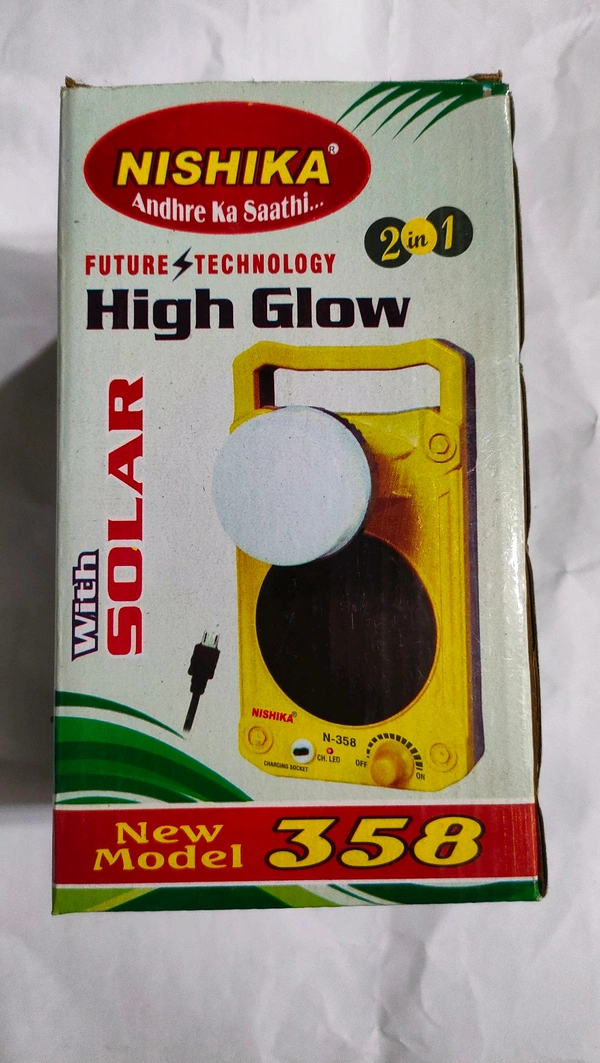 NISHIKA®
Andhre Ka Saathi...
2 in 1
FUTURE TECHNOLOGY
High Glow
With
SOLAR
NISHIKA®
N-358
CHARGING SOCKET
CH. LED
OFF
ON
New
Model
358